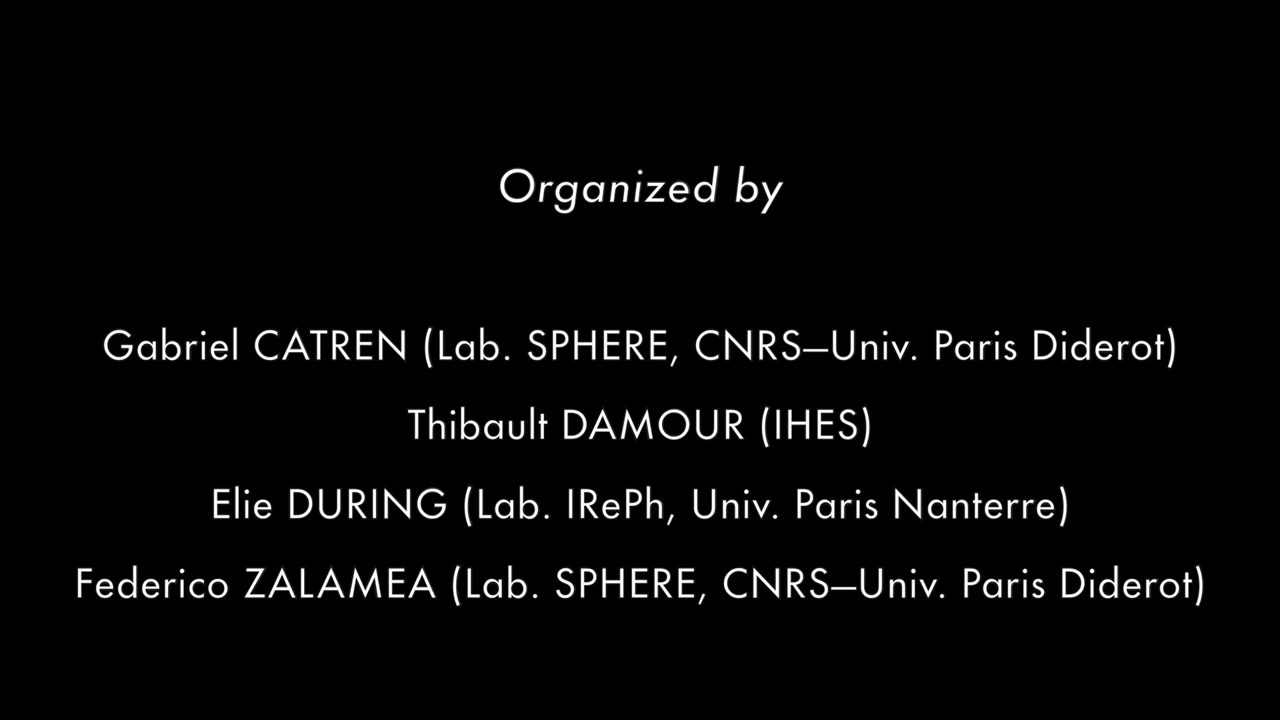 Organized by
Gabriel CATREN (Lab. SPHERE, CNRS—Univ. Paris Diderot)
Thibault DAMOUR (IHES)
Elie DURING (Lab. IRePh, Univ. Paris Nanterre)
Federico ZALAMEA (Lab. SPHERE, CNRS—Univ. Paris Diderot)